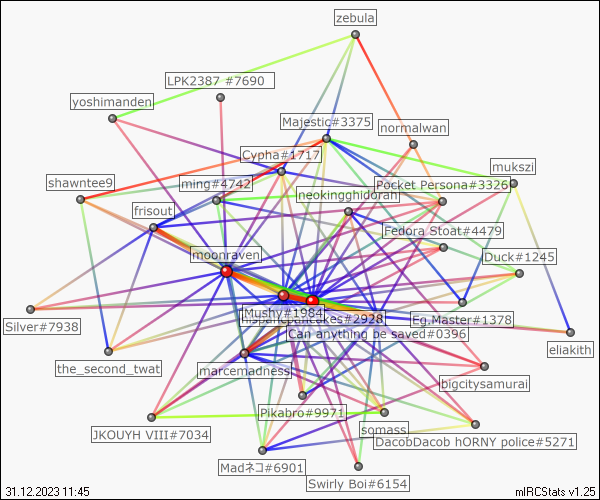 zebula
LPK2387 #7690
yoshimanden
Majestic#3375
normalwan
Cypha#1717
mukszi
shawntee9
ming#4742
Pocket Persona#3326
neokingghidorah
frisout
Fedora Stoat#4479
moonraven
Duck#1245
Mushy#1984
Eg.Master#1378
Silver#7938
Can anything be saved#0396
eliakith
the_second_twat
marcemadness
bigcitysamurai
Pikabro#9971
JKOUYH VIII#7034
somass
DacobDacob hORNY police#5271
Madネコ#6901
Swirly Boi#6154
31.12.2023 11:45
mIRCStats v1.25